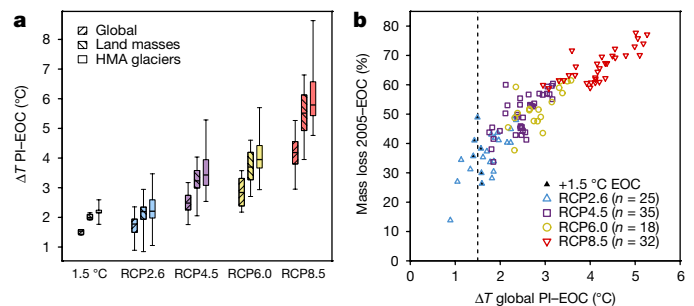 a
Global
Land masses
HMA glaciers
ΔT PI–EOC (°C)
8
7
6
5
4
3
2
1
1.5 °C
RCP2.6
RCP4.5
RCP6.0
RCP8.5
b
Mass loss 2005–EOC (%)
80
70
60
50
40
30
20
10
0
+1.5 °C EOC
RCP2.6 (n = 25)
RCP4.5 (n = 35)
RCP6.0 (n = 18)
RCP8.5 (n = 32)
0
1
2
3
4
5
6
ΔT global PI–EOC (°C)